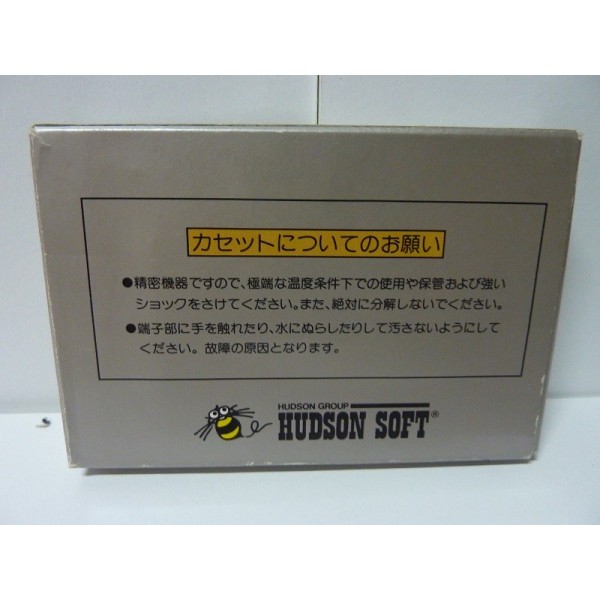 カセットについてのお願い
●精密機器ですので、極端な温度条件下での使用や保管および強い
ショックをさけてください。また、絶対に分解しないでください。
●端子部に手を触れたり、水にぬらしたりして汚さないようにして
ください。故障の原因となります。
HUDSON GROUP
HUDSON SOFT®